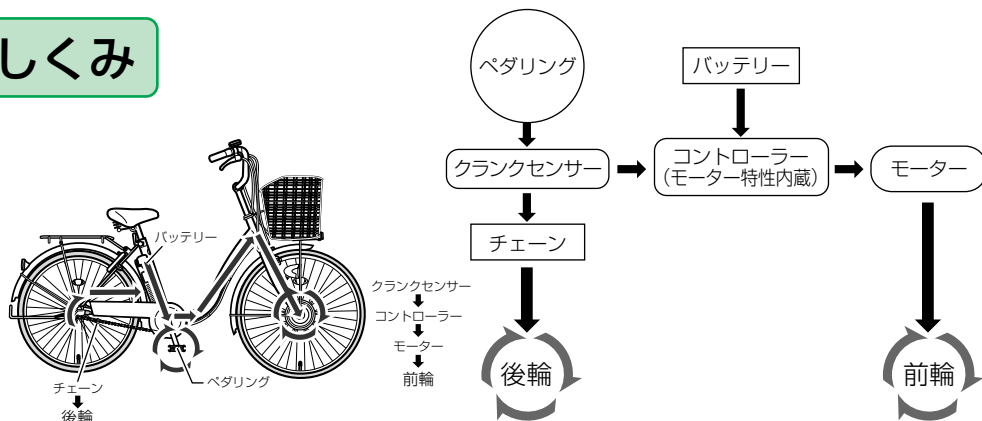 しくみ
ペダリング
バッテリー
クランクセンサー
コントローラー
(モーター特性内蔵)
モーター
チェーン
後輪
前輪
バッテリー
クランクセンサー
コントローラー
モーター
前輪
ペダリング
チェーン
後輪